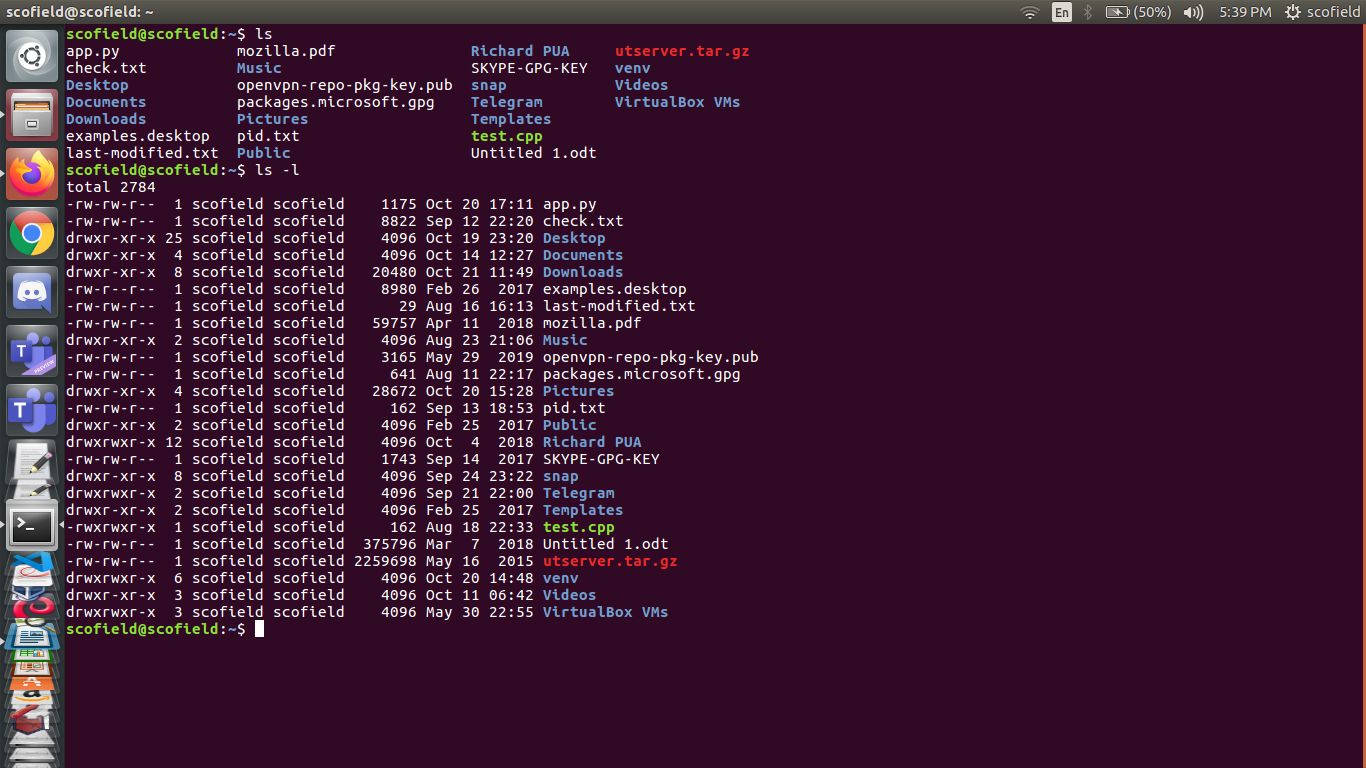 scofield@scofield: ~ En (50%) 5:39 PM scofield
scofield@scofield:~$ ls
app.py mozilla.pdf Richard PUA utserver.tar.gz
check.txt Music SKYPE-GPG-KEY venv
Desktop openvpn-repo-pkg-key.pub snap Videos
Documents packages.microsoft.gpg Telegram VirtualBox VMs
Downloads Pictures Templates
examples.desktop pid.txt test.cpp
last-modified.txt Public Untitled 1.odt
scofield@scofield:~$ ls -l
total 2784
-rw-rw-r-- 1 scofield scofield 1175 Oct 20 17:11 app.py
-rw-rw-r-- 1 scofield scofield 8822 Sep 12 22:20 check.txt
drwxr-xr-x 25 scofield scofield 4096 Oct 19 23:20 Desktop
drwxr-xr-x 4 scofield scofield 4096 Oct 14 12:27 Documents
drwxr-xr-x 8 scofield scofield 20480 Oct 21 11:49 Downloads
-rw-r--r-- 1 scofield scofield 8980 Feb 26 2017 examples.desktop
-rw-rw-r-- 1 scofield scofield 29 Aug 16 16:13 last-modified.txt
-rw-rw-r-- 1 scofield scofield 59757 Apr 11 2018 mozilla.pdf
drwxr-xr-x 2 scofield scofield 4096 Aug 23 21:06 Music
-rw-rw-r-- 1 scofield scofield 3165 May 29 2019 openvpn-repo-pkg-key.pub
-rw-rw-r-- 1 scofield scofield 641 Aug 11 22:17 packages.microsoft.gpg
drwxr-xr-x 4 scofield scofield 28672 Oct 20 15:28 Pictures
-rw-rw-r-- 1 scofield scofield 162 Sep 13 18:53 pid.txt
drwxr-xr-x 2 scofield scofield 4096 Feb 25 2017 Public
drwxrwxr-x 12 scofield scofield 4096 Oct 4 2018 Richard PUA
-rw-rw-r-- 1 scofield scofield 1743 Sep 14 2017 SKYPE-GPG-KEY
drwxr-xr-x 8 scofield scofield 4096 Sep 24 23:22 snap
drwxrwxr-x 2 scofield scofield 4096 Sep 21 22:00 Telegram
drwxr-xr-x 2 scofield scofield 4096 Feb 25 2017 Templates
-rwxrwxr-x 1 scofield scofield 162 Aug 18 22:33 test.cpp
-rw-rw-r-- 1 scofield scofield 375796 Mar 7 2018 Untitled 1.odt
-rw-rw-r-- 1 scofield scofield 2259698 May 16 2015 utserver.tar.gz
drwxrwxr-x 6 scofield scofield 4096 Oct 20 14:48 venv
drwxr-xr-x 3 scofield scofield 4096 Oct 11 06:42 Videos
drwxrwxr-x 3 scofield scofield 4096 May 30 22:55 VirtualBox VMs
scofield@scofield:~$
T
PREVIEW
T
>_
a